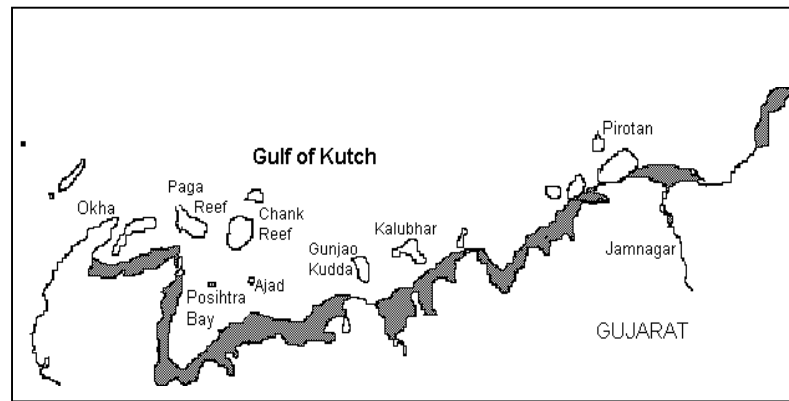 Pirotan
Gulf of Kutch
Paga
Reef
Okha
Chank
Reef
Kalubhar
Gunjao
Kudda
Jamnagar
Posihtra
Bay
Ajad
GUJARAT